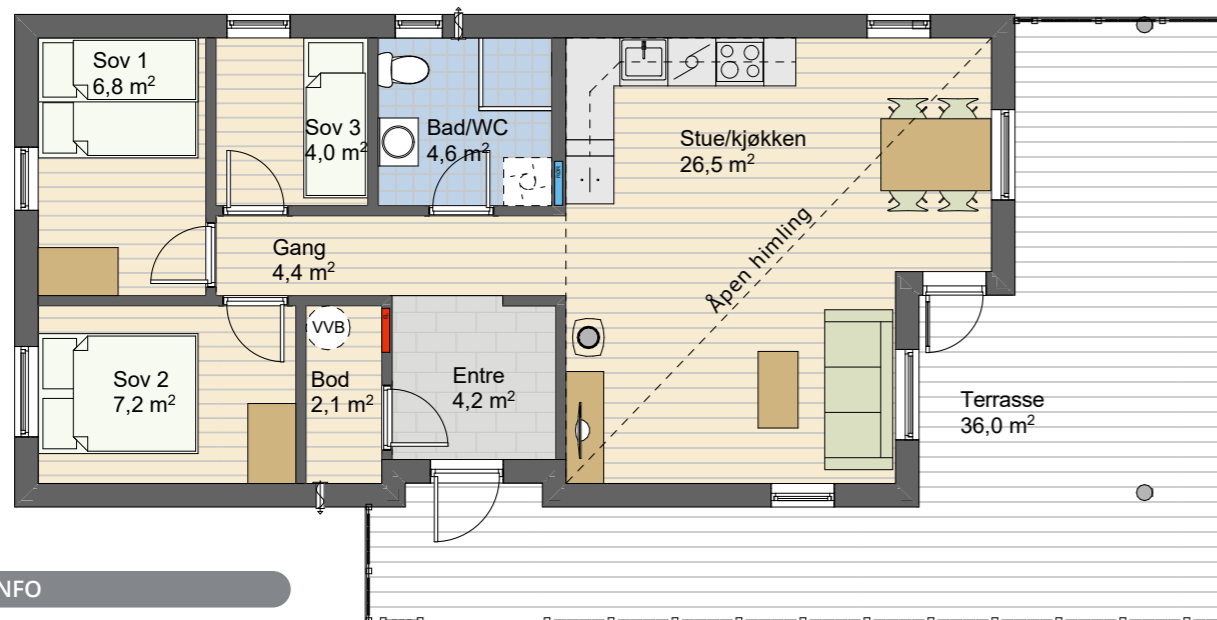 Sov 1
6,8 m²
Sov 3
4,0 m²
Bad/WC
4,6 m²
Stue/kjøkken
26,5 m²
Gang
4,4 m²
Åpen himling
VVB
Sov 2
7,2 m²
Bod
2,1 m²
Entre
4,2 m²
Terrasse
36,0 m²
NFO